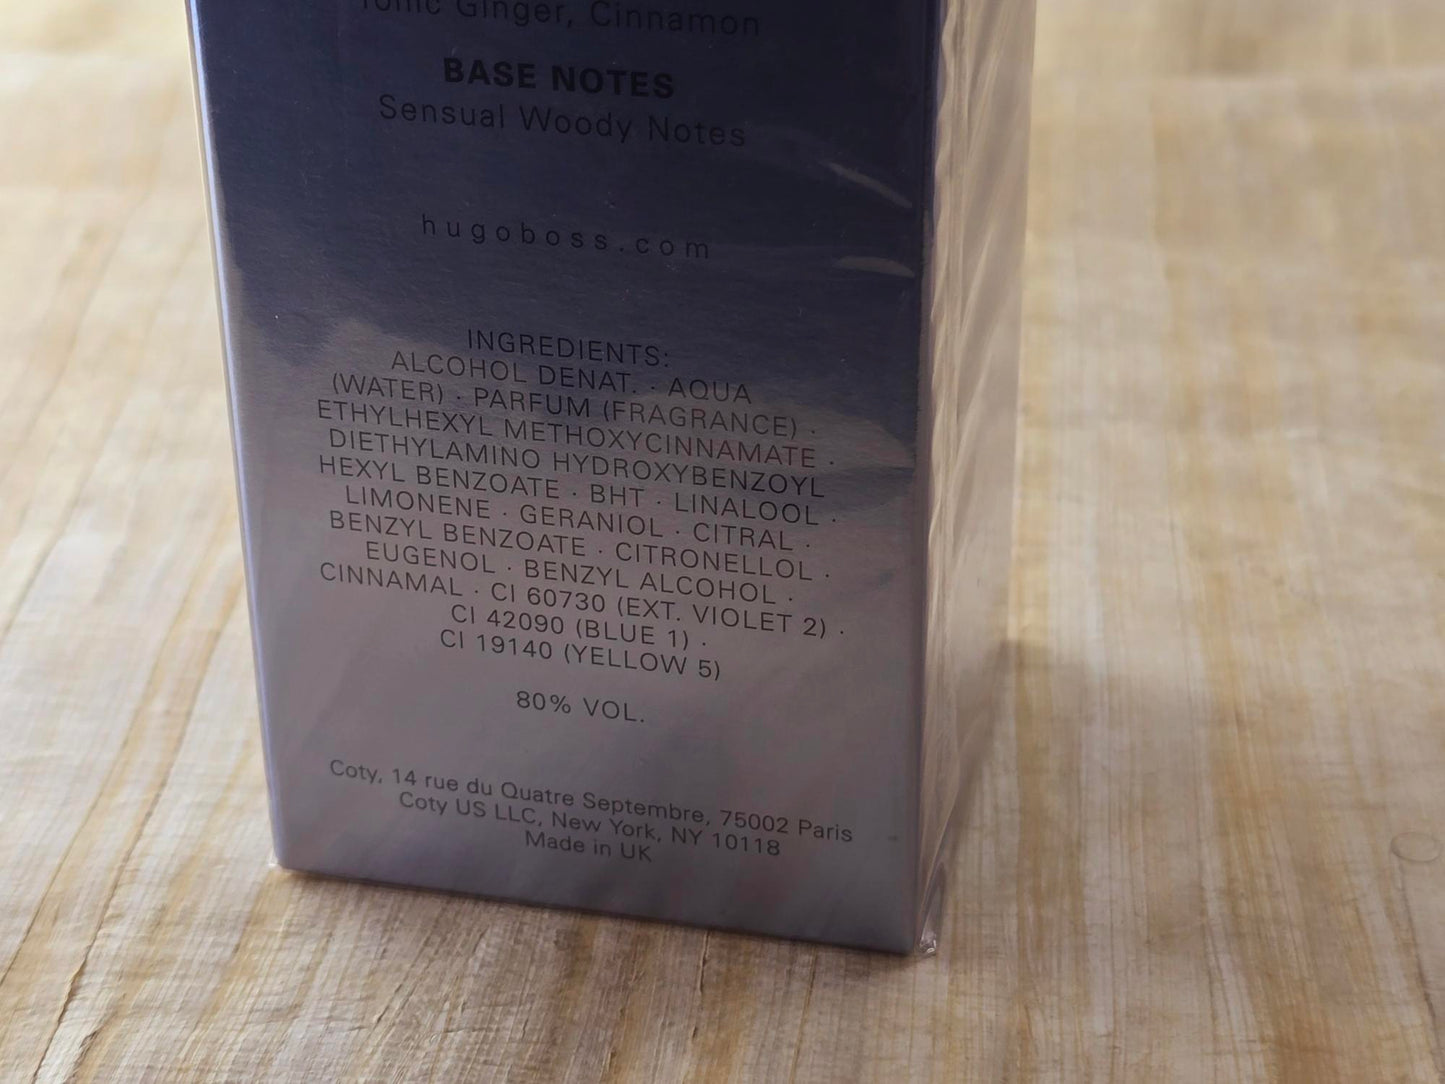 Tonic Ginger, Cinnamon
BASE NOTES
Sensual Woody Notes
hugoboss.com
INGREDIENTS:
ALCOHOL DENAT. · AQUA
(WATER) · PARFUM (FRAGRANCE) ·
ETHYLHEXYL METHOXYCINNAMATE ·
DIETHYLAMINO HYDROXYBENZOYL
HEXYL BENZOATE · BHT · LINALOOL ·
LIMONENE · GERANIOL · CITRAL ·
BENZYL BENZOATE · CITRONELLOL ·
EUGENOL · BENZYL ALCOHOL ·
CINNAMAL · CI 60730 (EXT. VIOLET 2) ·
CI 42090 (BLUE 1) ·
CI 19140 (YELLOW 5)
80% VOL.
Coty, 14 rue du Quatre Septembre, 75002 Paris
Coty US LLC, New York, NY 10118
Made in UK